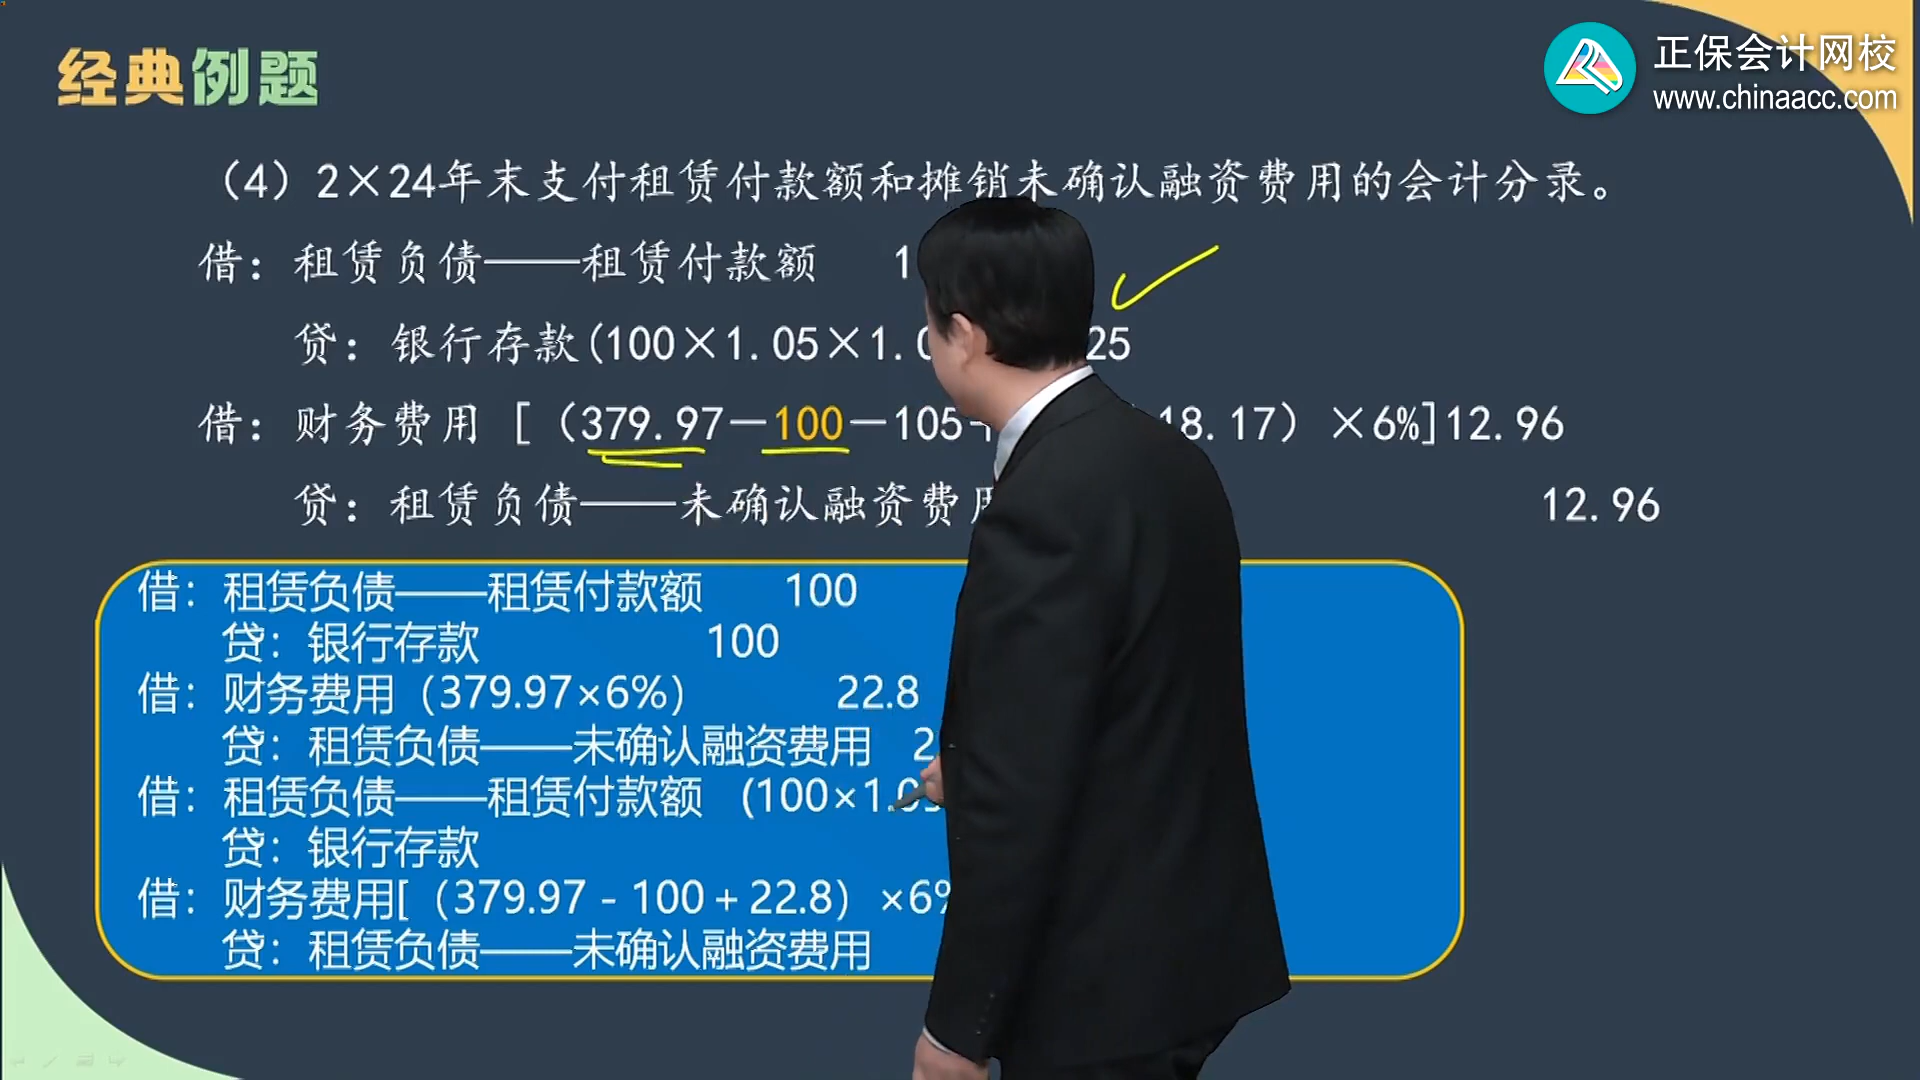 经典例题
正保会计网校
www.chinaacc.com
（4）2×24年末支付租赁付款额和摊销未确认融资费用的会计分录。
借：租赁负债——租赁付款额 1
贷：银行存款(100×1.05×1. 25
借：财务费用 [（379.97－100－105 18.17）×6%]12.96
贷：租赁负债——未确认融资费 12.96
借：租赁负债——租赁付款额 100
贷：银行存款 100
借：财务费用（379.97×6%） 22.8
贷：租赁负债——未确认融资费用 2
借：租赁负债——租赁付款额 (100×1.0
贷：银行存款
借：财务费用[（379.97－100＋22.8）×6%
贷：租赁负债——未确认融资费用